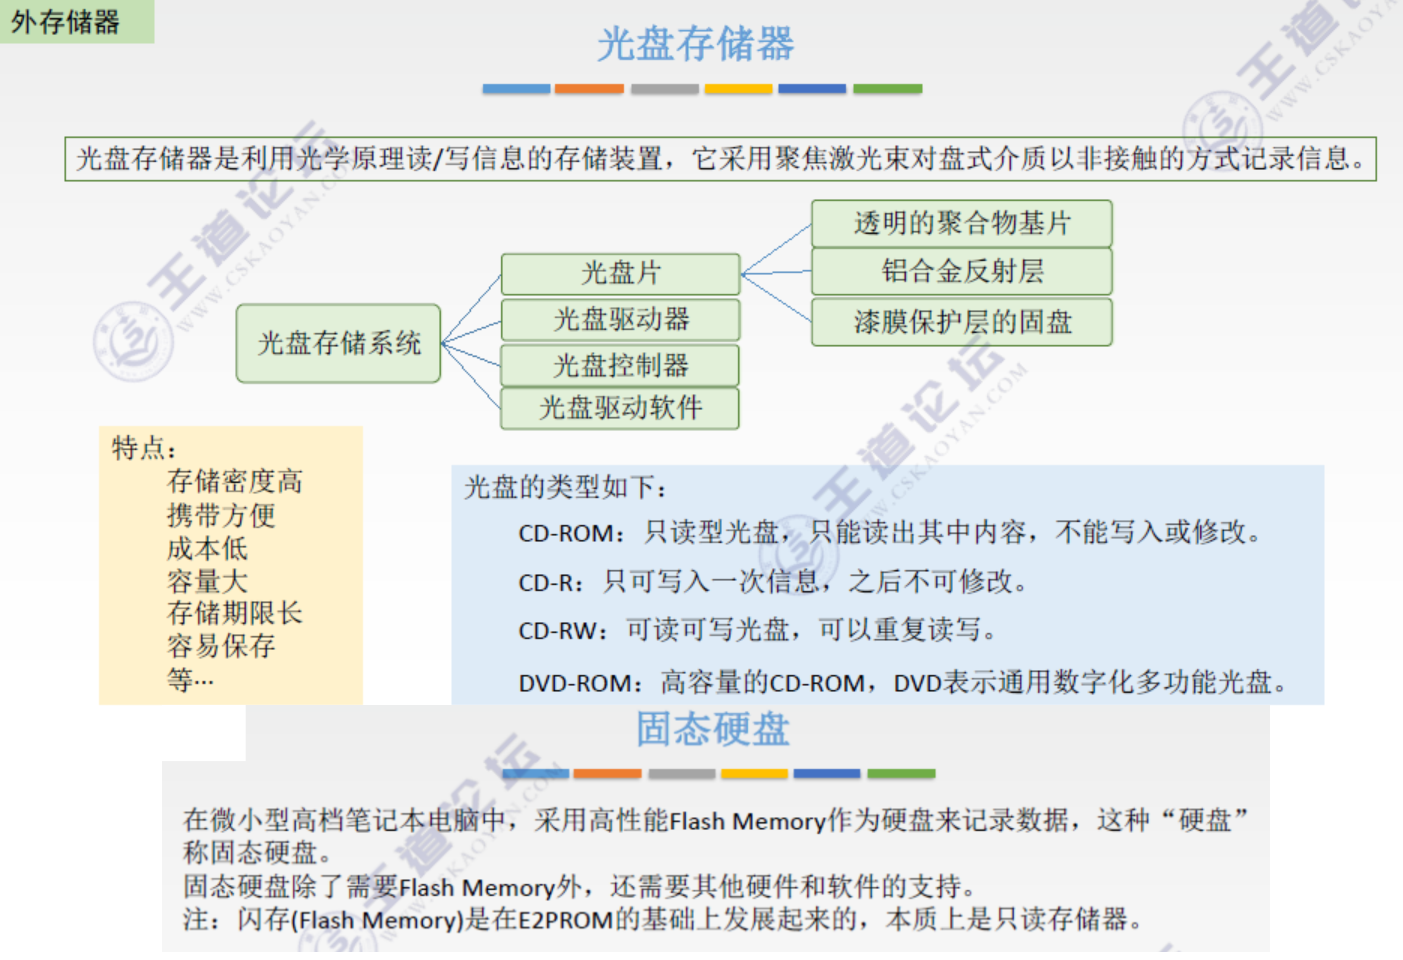 外存储器
光盘存储器
光盘存储器是利用光学原理读/写信息的存储装置，它采用聚焦激光束对盘式介质以非接触的方式记录信息。
光盘存储系统
光盘片
光盘驱动器
光盘控制器
光盘驱动软件
透明的聚合物基片
铝合金反射层
漆膜保护层的固盘
特点：
存储密度高
携带方便
成本低
容量大
存储期限长
容易保存
等…
光盘的类型如下：
CD-ROM：只读型光盘，只能读出其中内容，不能写入或修改。
CD-R：只可写入一次信息，之后不可修改。
CD-RW：可读可写光盘，可以重复读写。
DVD-ROM：高容量的CD-ROM，DVD表示通用数字化多功能光盘。
固态硬盘
在微小型高档笔记本电脑中，采用高性能Flash Memory作为硬盘来记录数据，这种“硬盘”
称固态硬盘。
固态硬盘除了需要Flash Memory外，还需要其他硬件和软件的支持。
注：闪存(Flash Memory)是在E2PROM的基础上发展起来的，本质上是只读存储器。
王道论坛
WWW.CSKAOYAN.COM
王道论坛
WWW.CSKAOYAN.COM